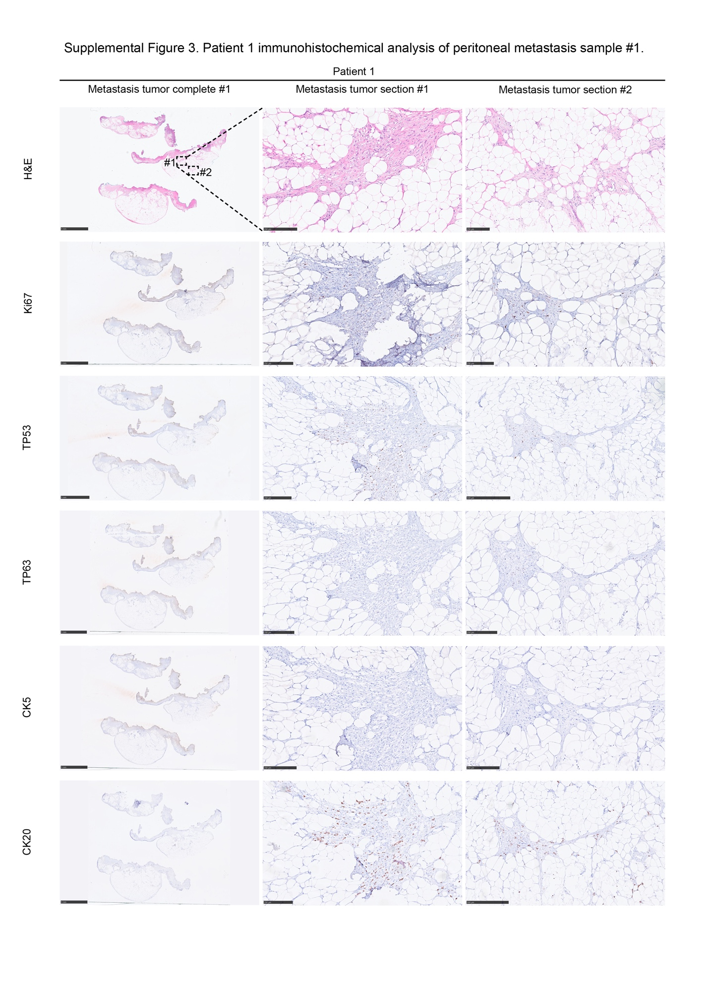 Supplemental Figure 3. Patient 1 immunohistochemical analysis of peritoneal metastasis sample #1.
Patient 1
Metastasis tumor complete #1
Metastasis tumor section #1
Metastasis tumor section #2
H&E
#1
#2
Ki67
TP53
TP63
CK5
CK20